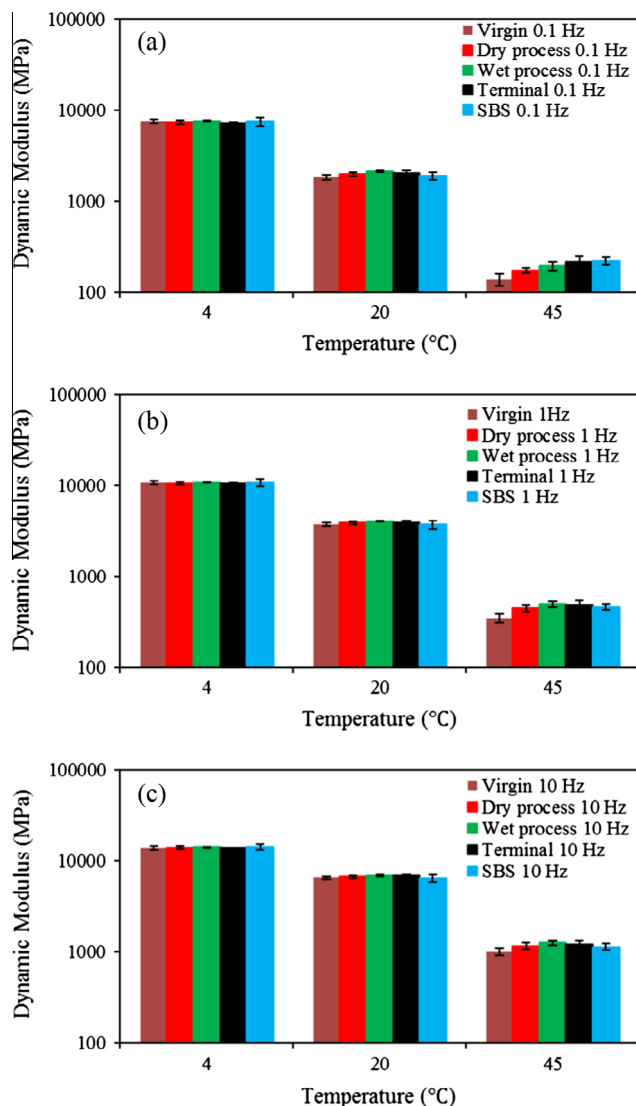 (a)
Virgin 0.1 Hz
Dry process 0.1 Hz
Wet process 0.1 Hz
Terminal 0.1 Hz
SBS 0.1 Hz
Dynamic Modulus (MPa)
100000
10000
1000
100
4 20 45
Temperature (℃)
(b)
Virgin 1Hz
Dry process 1 Hz
Wet process 1 Hz
Terminal 1 Hz
SBS 1 Hz
Dynamic Modulus (MPa)
100000
10000
1000
100
4 20 45
Temperature (℃)
(c)
Virgin 10 Hz
Dry process 10 Hz
Wet process 10 Hz
Terminal 10 Hz
SBS 10 Hz
Dynamic Modulus (MPa)
100000
10000
1000
100
4 20 45
Temperature (℃)